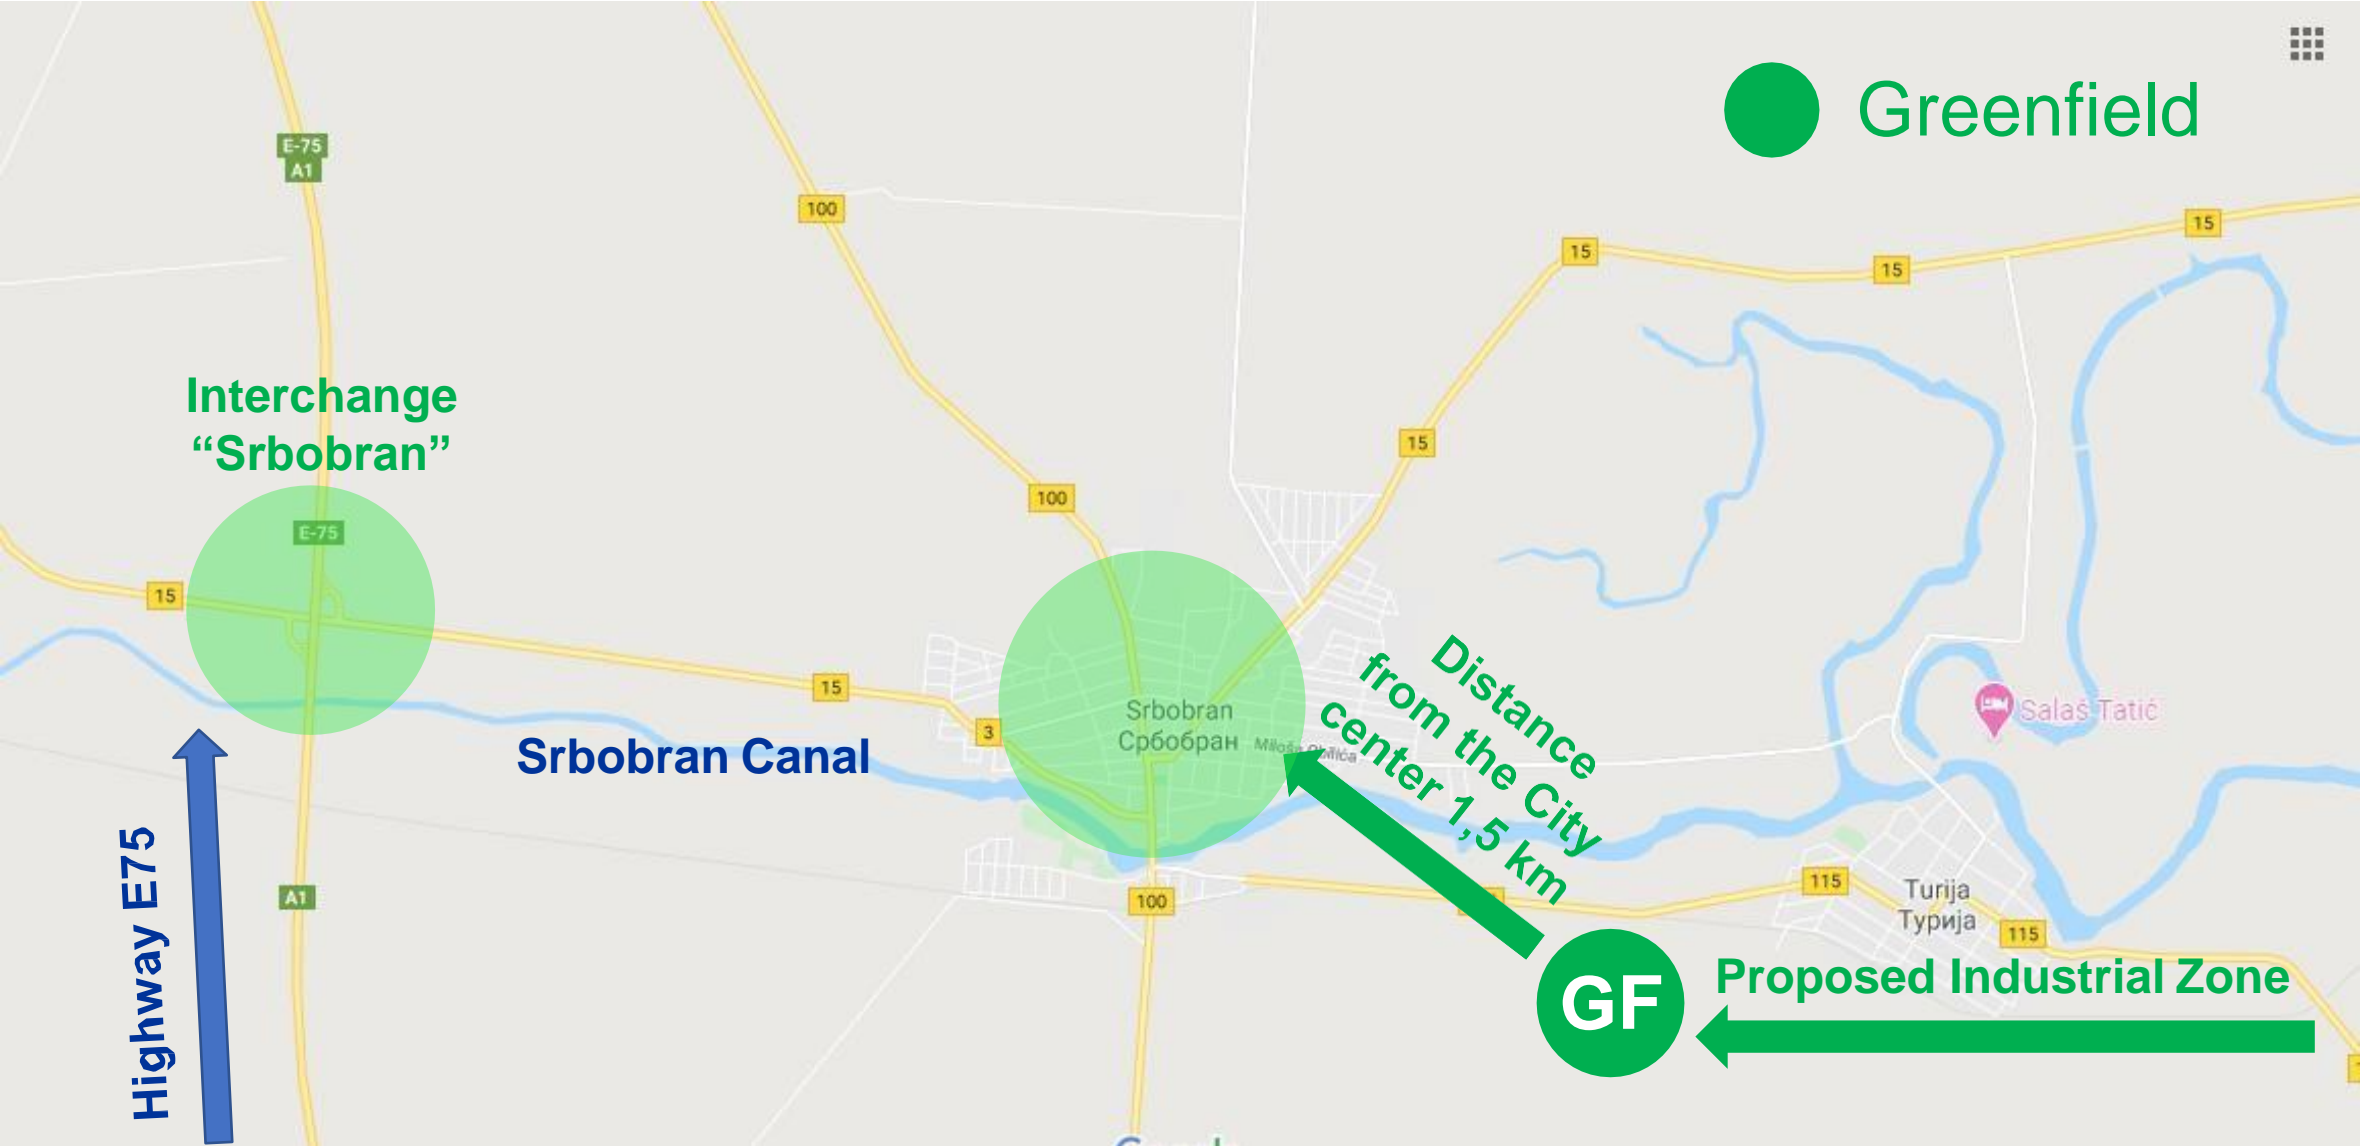 Greenfield
E-75
A1
100
15
15
15
Interchange
“Srbobran”
15
100
E-75
15
15
3
Srbobran
Србобран
Srbobran Canal
Distance
from the City
center 1,5 km
Salaš Tatić
Highway E75
A1
100
115
Turija
Турија
115
GF
Proposed Industrial Zone